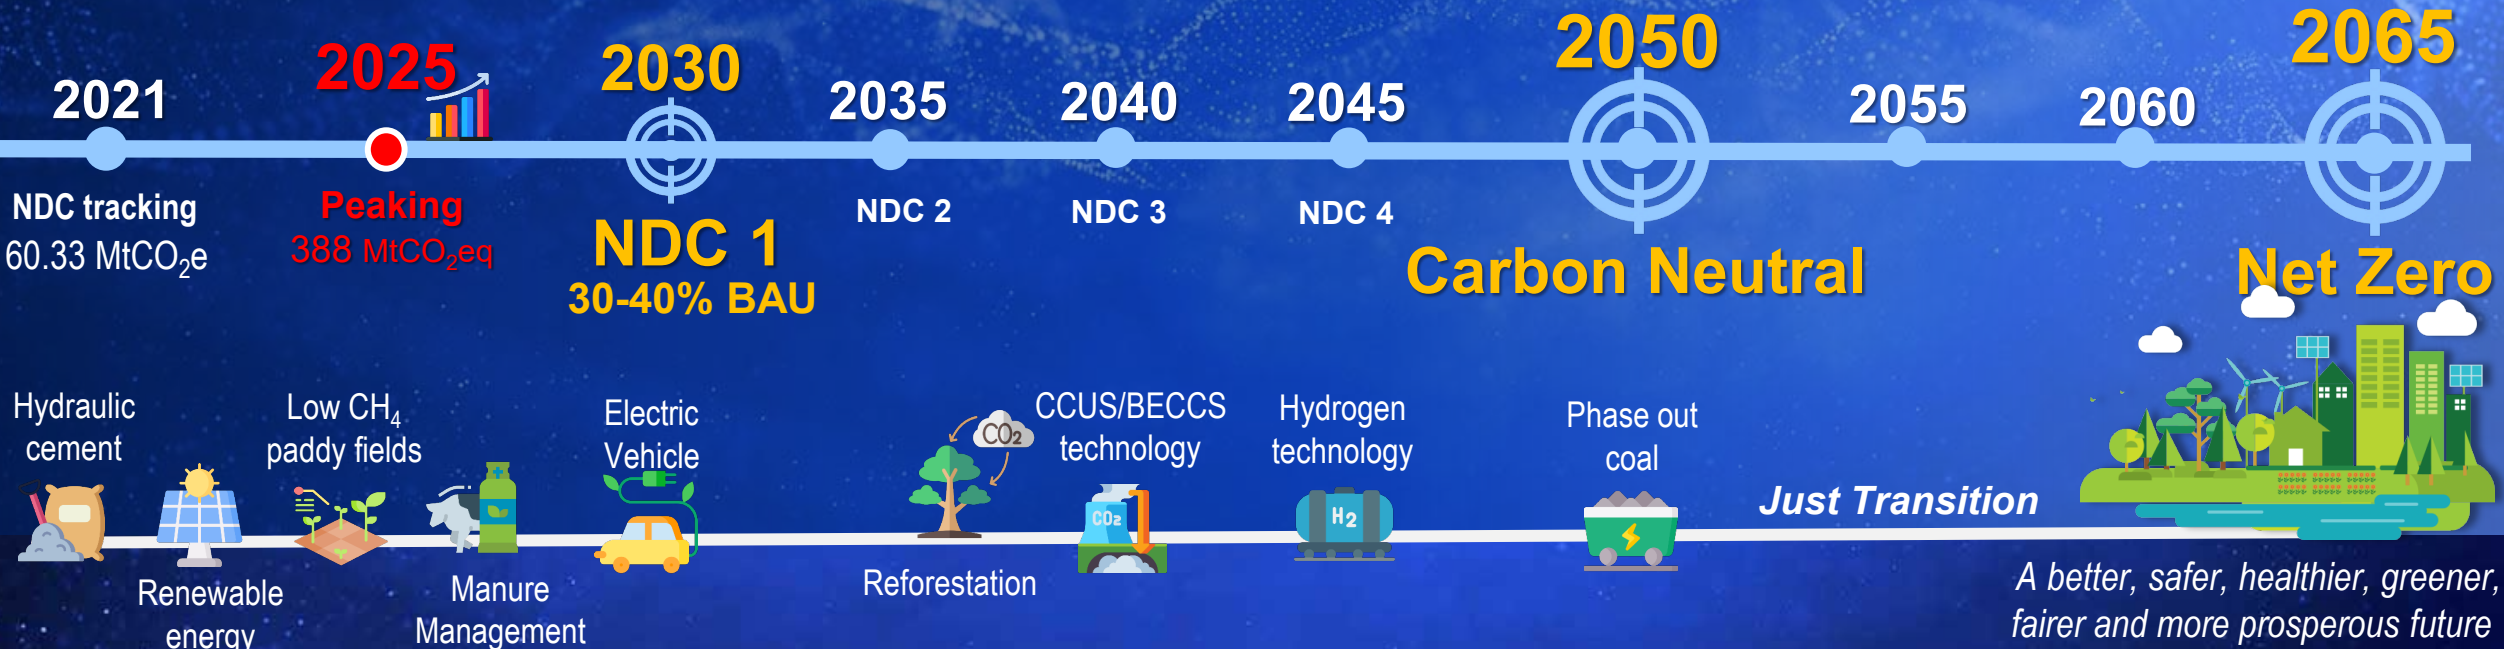 2021
2025
2030
2035
2040
2045
2050
2055
2060
2065
NDC tracking
60.33 MtCO₂e
Peaking
388 MtCO₂eq
NDC 1
30-40% BAU
NDC 2
NDC 3
NDC 4
Carbon Neutral
Net Zero
Hydraulic
cement
Renewable
energy
Low CH₄
paddy fields
Manure
Management
Electric
Vehicle
Reforestation
CO₂
CCUS/BECCS
technology
CO₂
Hydrogen
technology
H₂
Phase out
coal
Just Transition
A better, safer, healthier, greener,
fairer and more prosperous future